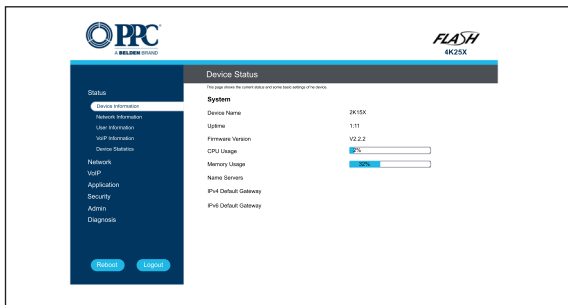 PPC
A BELDEN BRAND
FLASH
4K25X
Device Status
This page shows the current status and some basic settings of he device.
Status
Device Information
Network Information
User Information
VoIP Information
Device Statistics
Network
VoIP
Application
Security
Admin
Diagnosis
Reboot
Logout
System
Device Name 2K15X
Uptime 1:11
Firmware Version V2.2.2
CPU Usage 2%
Memory Usage 32%
Name Servers
IPv4 Default Gateway
IPv6 Default Gateway